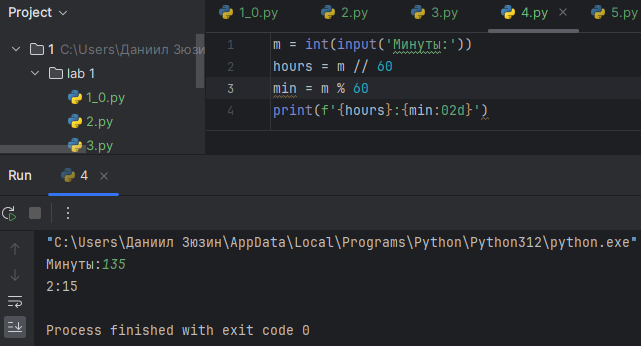 Project
1_0.py 2.py 3.py 4.py 5.py
1 C:\Users\Даниил Зюзин
lab 1
1_0.py
2.py
3.py
1 m = int(input('Минуты:'))
2 hours = m // 60
3 min = m % 60
4 print(f'{hours}:{min:02d}')
Run 4
"C:\Users\Даниил Зюзин\AppData\Local\Programs\Python\Python312\python.exe"
Минуты:135
2:15
Process finished with exit code 0